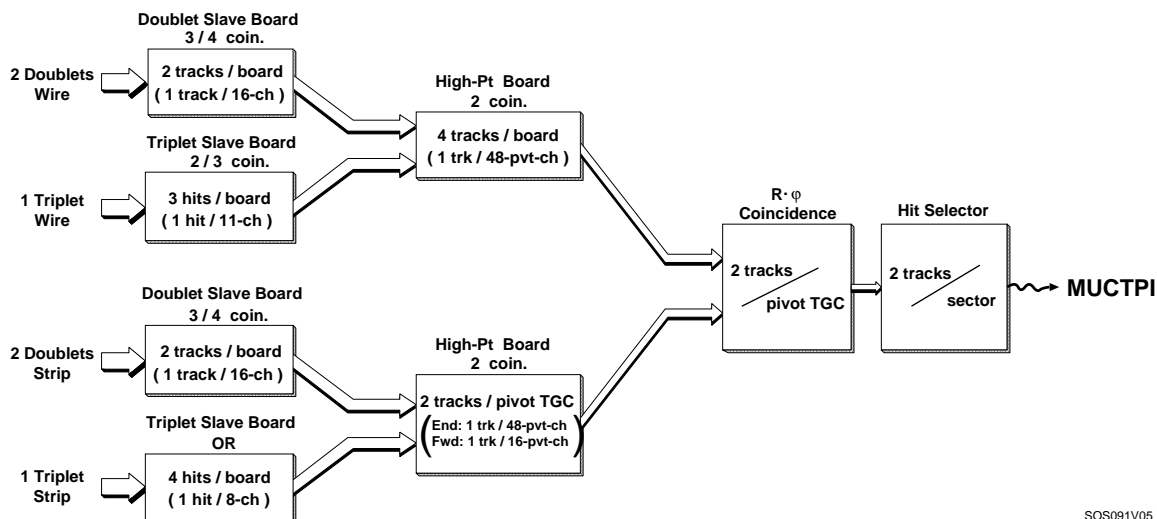 Doublet Slave Board
3 / 4 coin.
2 Doublets
Wire
2 tracks / board
( 1 track / 16-ch )
High-Pt Board
2 coin.
4 tracks / board
( 1 trk / 48-pvt-ch )
Triplet Slave Board
2 / 3 coin.
1 Triplet
Wire
3 hits / board
( 1 hit / 11-ch )
R· φ
Coincidence
2 tracks
pivot TGC
Hit Selector
2 tracks
sector
MUCTPI
Doublet Slave Board
3 / 4 coin.
2 Doublets
Strip
2 tracks / board
( 1 track / 16-ch )
High-Pt Board
2 coin.
2 tracks / pivot TGC
( End: 1 trk / 48-pvt-ch
Fwd: 1 trk / 16-pvt-ch )
Triplet Slave Board
OR
1 Triplet
Strip
4 hits / board
( 1 hit / 8-ch )
SOS091V05